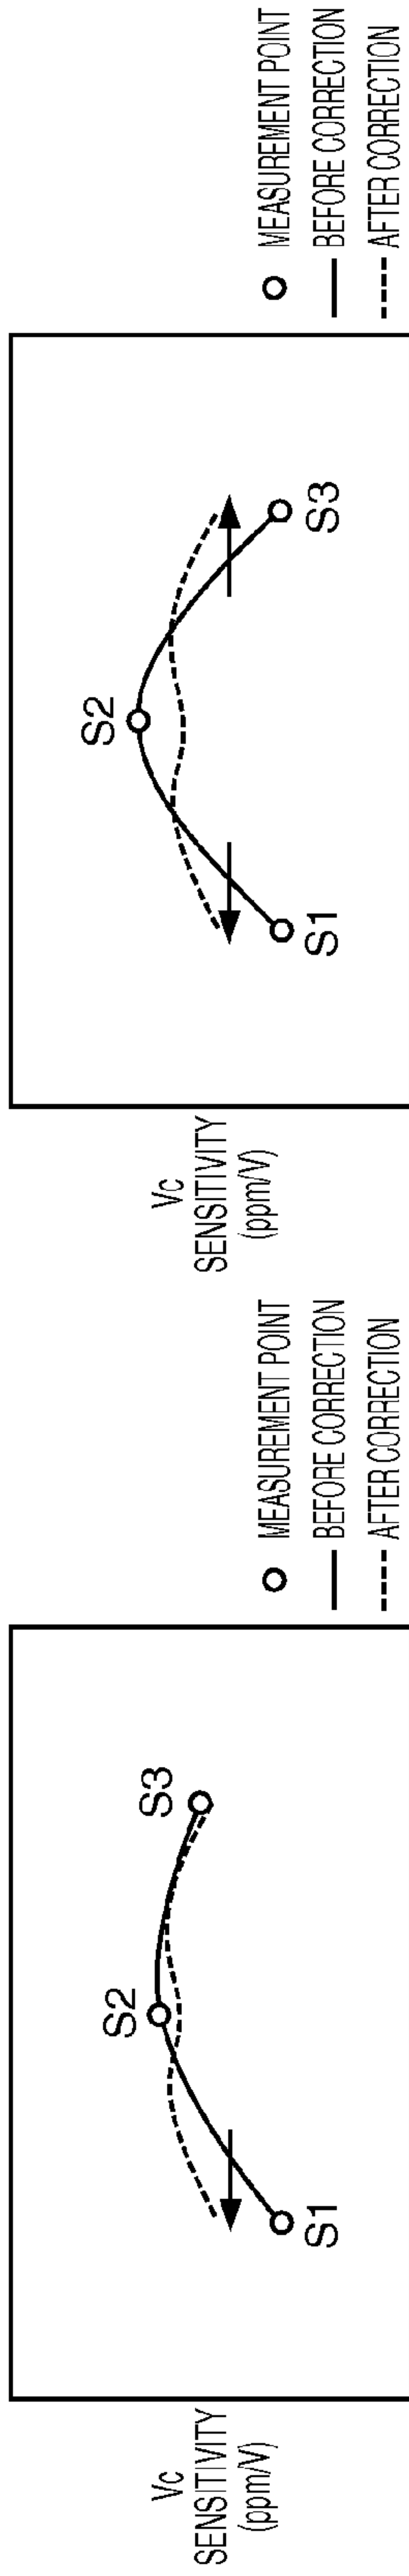 Vc
SENSITIVITY
(ppm/V)
S1
S2
S3
MEASUREMENT POINT
BEFORE CORRECTION
AFTER CORRECTION
Vc
SENSITIVITY
(ppm/V)
S1
S2
S3
MEASUREMENT POINT
BEFORE CORRECTION
AFTER CORRECTION